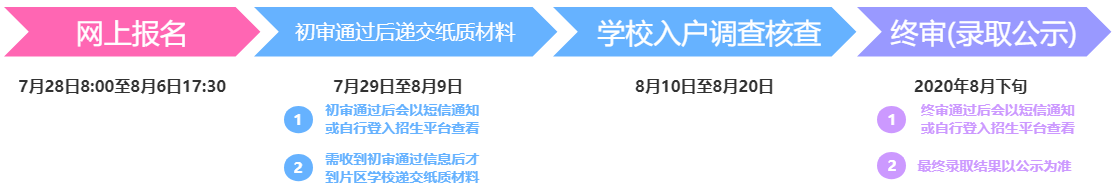 网上报名
初审通过后递交纸质材料
学校入户调查核查
终审(录取公示)
7月28日8:00至8月6日17:30
7月29日至8月9日
8月10日至8月20日
2020年8月下旬
1 初审通过后会以短信通知
或自行登入招生平台查看
2 需收到初审通过信息后才
到片区学校递交纸质材料
1 终审通过后会以短信通知
或自行登入招生平台查看
2 最终录取结果以公示为准